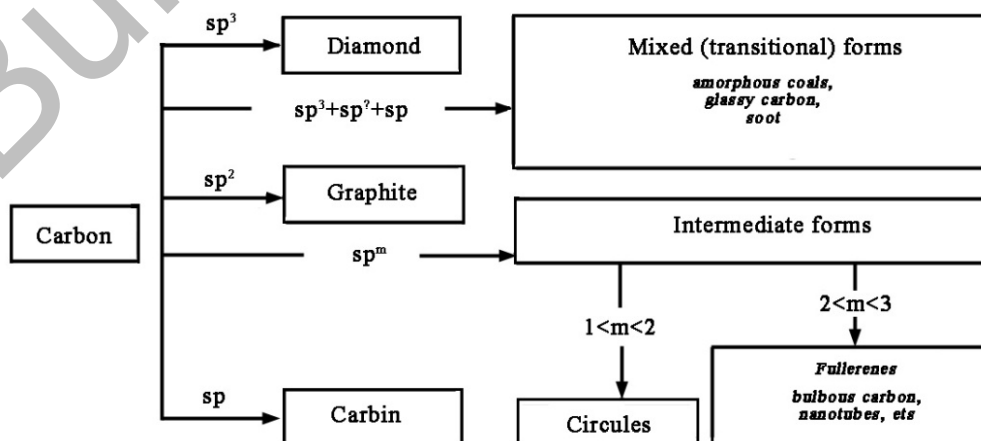 sp³
Diamond
Mixed (transitional) forms
amorphous coals,
glassy carbon,
soot
sp³+sp?+sp
sp²
Graphite
Carbon
Intermediate forms
spᵐ
1<m<2
2<m<3
sp
Carbin
Circules
Fullerenes
bulbous carbon,
nanotubes, ets